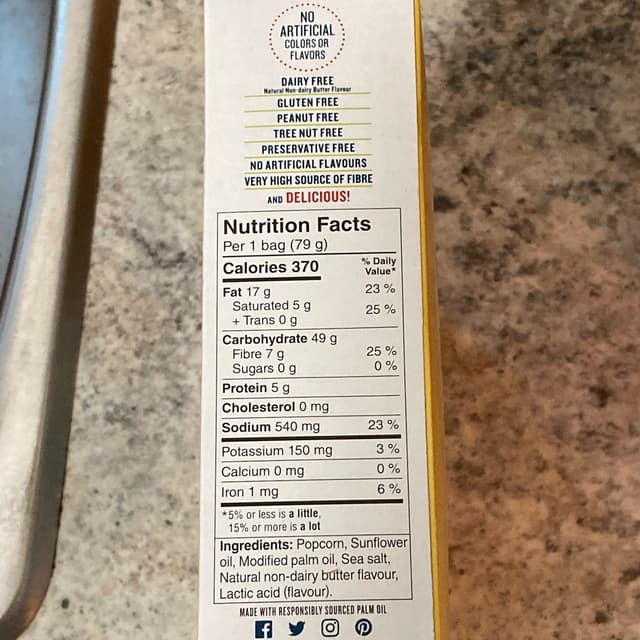 NO
ARTIFICIAL
COLORS OR
FLAVORS
DAIRY FREE
Natural Non-dairy Butter Flavour
GLUTEN FREE
PEANUT FREE
TREE NUT FREE
PRESERVATIVE FREE
NO ARTIFICIAL FLAVOURS
VERY HIGH SOURCE OF FIBRE
AND DELICIOUS!
Nutrition Facts
Per 1 bag (79 g)
Calories 370 % Daily Value*
Fat 17 g 23 %
Saturated 5 g
+ Trans 0 g 25 %
Carbohydrate 49 g
Fibre 7 g 25 %
Sugars 0 g 0 %
Protein 5 g
Cholesterol 0 mg
Sodium 540 mg 23 %
Potassium 150 mg 3 %
Calcium 0 mg 0 %
Iron 1 mg 6 %
*5% or less is a little,
15% or more is a lot
Ingredients: Popcorn, Sunflower
oil, Modified palm oil, Sea salt,
Natural non-dairy butter flavour,
Lactic acid (flavour).
MADE WITH RESPONSIBLY SOURCED PALM OIL